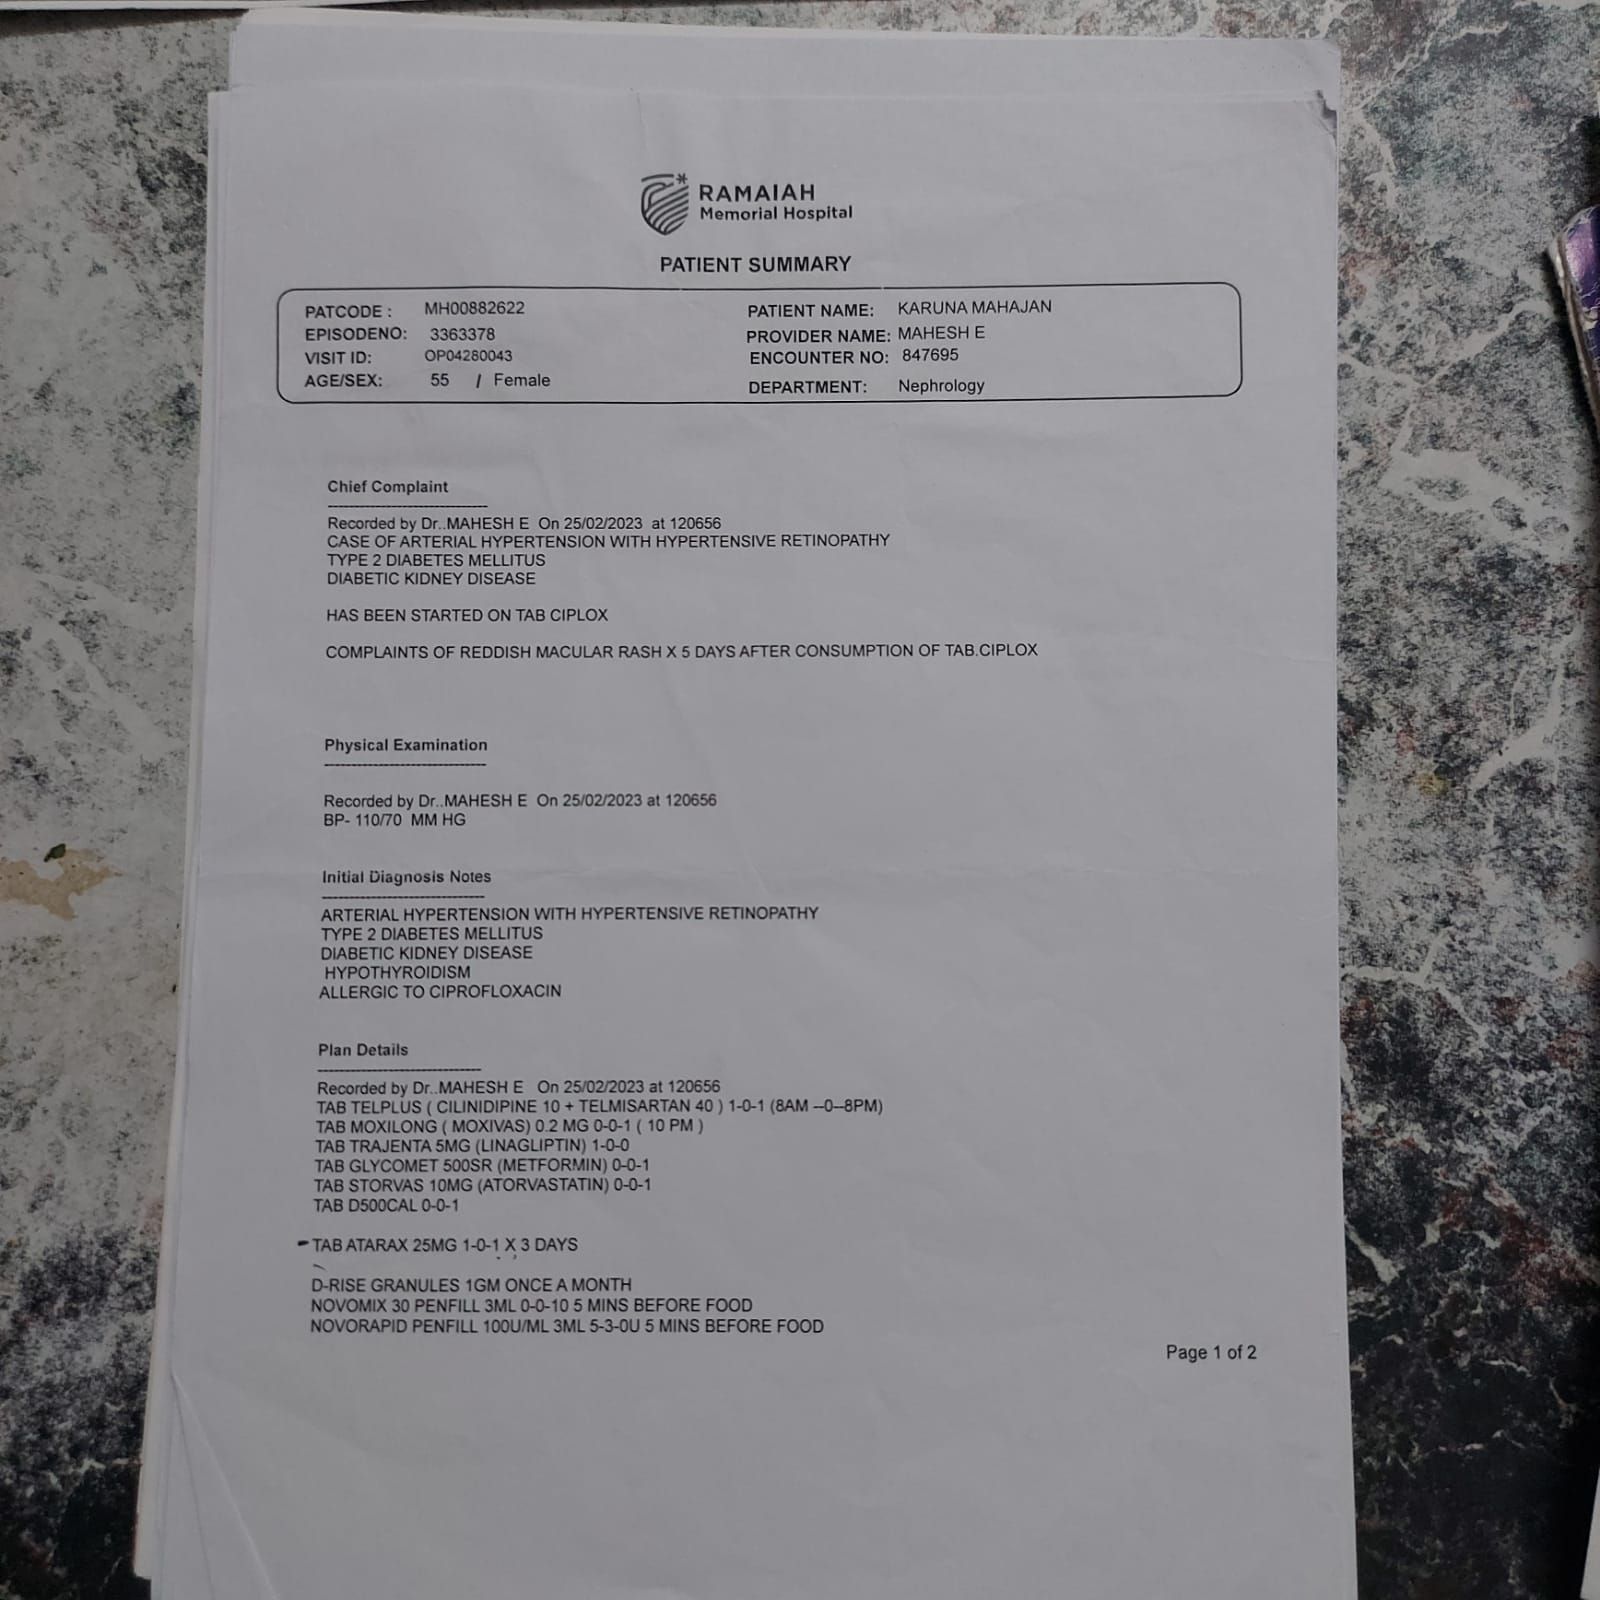 RAMAIAH
Memorial Hospital
PATIENT SUMMARY
PATCODE : MH00882622 PATIENT NAME: KARUNA MAHAJAN
EPISODENO: 3363378 PROVIDER NAME: MAHESH E
VISIT ID: OP04280043 ENCOUNTER NO: 847695
AGE/SEX: 55 / Female DEPARTMENT: Nephrology
Chief Complaint
------------------------------
Recorded by Dr..MAHESH E On 25/02/2023 at 120656
CASE OF ARTERIAL HYPERTENSION WITH HYPERTENSIVE RETINOPATHY
TYPE 2 DIABETES MELLITUS
DIABETIC KIDNEY DISEASE
HAS BEEN STARTED ON TAB CIPLOX
COMPLAINTS OF REDDISH MACULAR RASH X 5 DAYS AFTER CONSUMPTION OF TAB.CIPLOX
Physical Examination
------------------------------
Recorded by Dr..MAHESH E On 25/02/2023 at 120656
BP- 110/70 MM HG
Initial Diagnosis Notes
------------------------------
ARTERIAL HYPERTENSION WITH HYPERTENSIVE RETINOPATHY
TYPE 2 DIABETES MELLITUS
DIABETIC KIDNEY DISEASE
HYPOTHYROIDISM
ALLERGIC TO CIPROFLOXACIN
Plan Details
------------------------------
Recorded by Dr..MAHESH E On 25/02/2023 at 120656
TAB TELPLUS ( CILINIDIPINE 10 + TELMISARTAN 40 ) 1-0-1 (8AM --0--8PM)
TAB MOXILONG ( MOXIVAS) 0.2 MG 0-0-1 ( 10 PM )
TAB TRAJENTA 5MG (LINAGLIPTIN) 1-0-0
TAB GLYCOMET 500SR (METFORMIN) 0-0-1
TAB STORVAS 10MG (ATORVASTATIN) 0-0-1
TAB D500CAL 0-0-1
TAB ATARAX 25MG 1-0-1 X 3 DAYS
D-RISE GRANULES 1GM ONCE A MONTH
NOVOMIX 30 PENFILL 3ML 0-0-10 5 MINS BEFORE FOOD
NOVORAPID PENFILL 100U/ML 3ML 5-3-0U 5 MINS BEFORE FOOD
Page 1 of 2